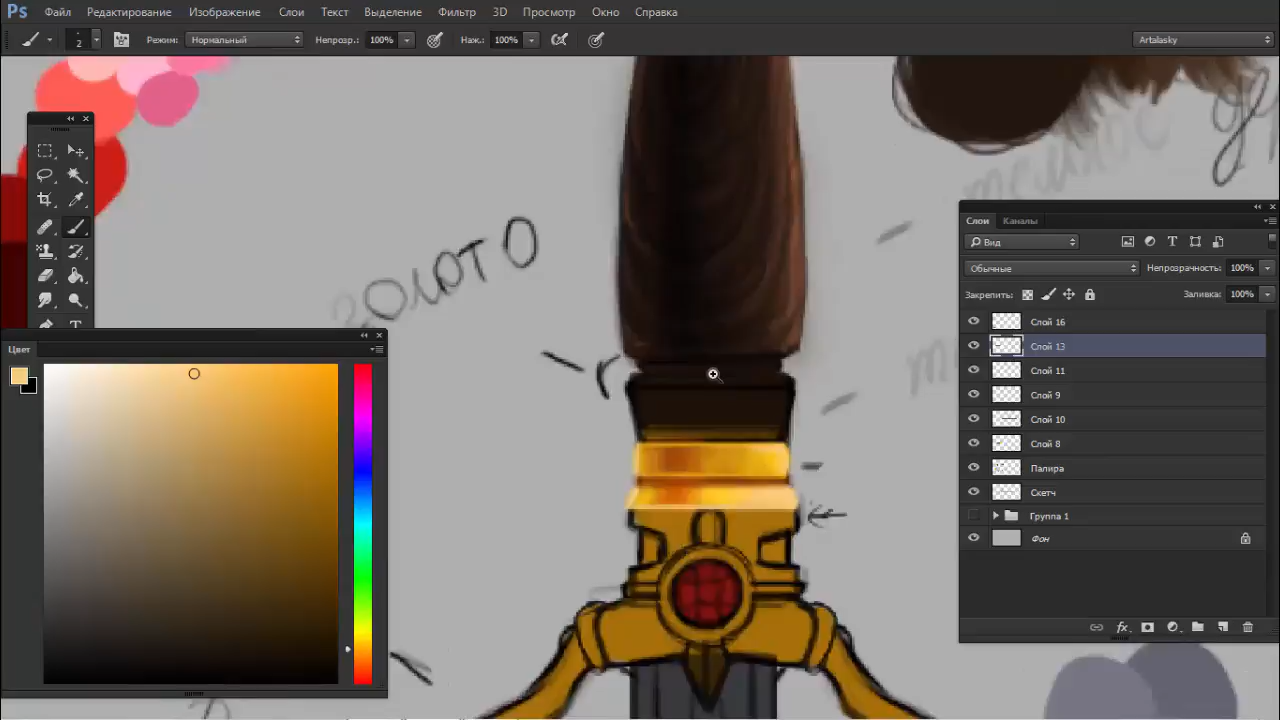 Ps Файл Редактирование Изображение Слои Текст Выделение Фильтр 3D Просмотр Окно Справка
2 Режим: Нормальный Непрозр.: 100% Наж.: 100% Artalasky
золото
Цвет
Слои Каналы
Вид
Обычные Непрозрачность: 100%
Закрепить: Заливка: 100%
Слой 16
Слой 13
Слой 11
Слой 9
Слой 10
Слой 8
Палира
Скетч
Группа 1
Фон
fx